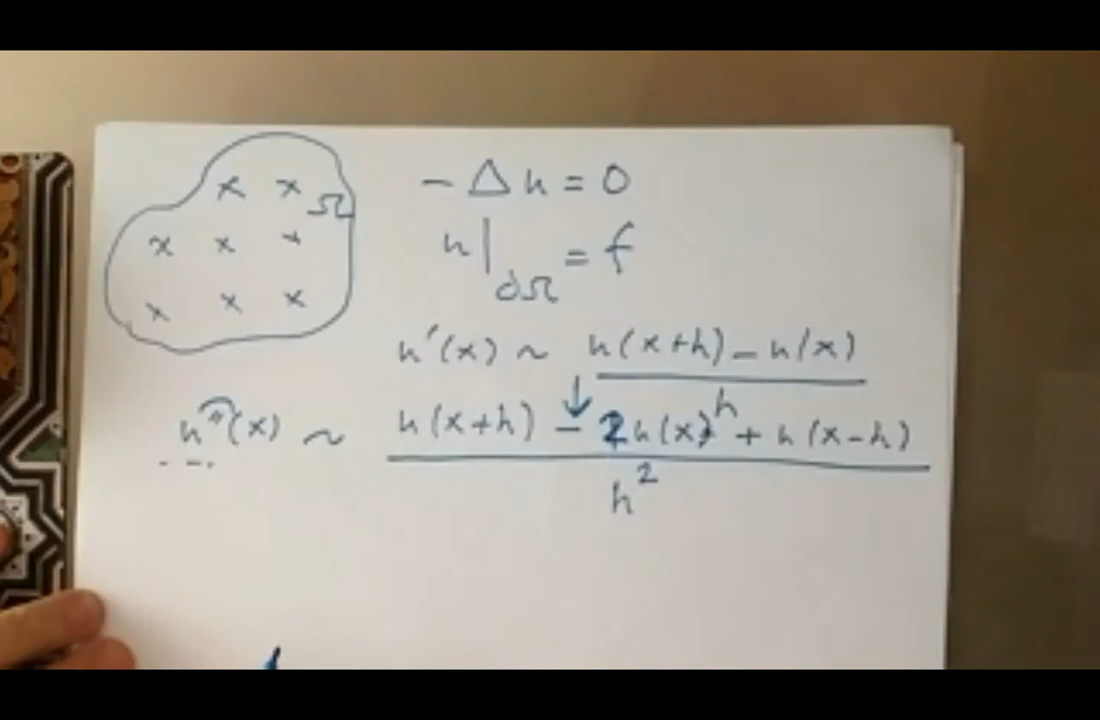 Ω
- Δu = 0
u|∂Ω = f
u'(x) ~ u(x+h) - u(x) / h
u''(x) ~ u(x+h) - 2u(x) + u(x-h) / h²